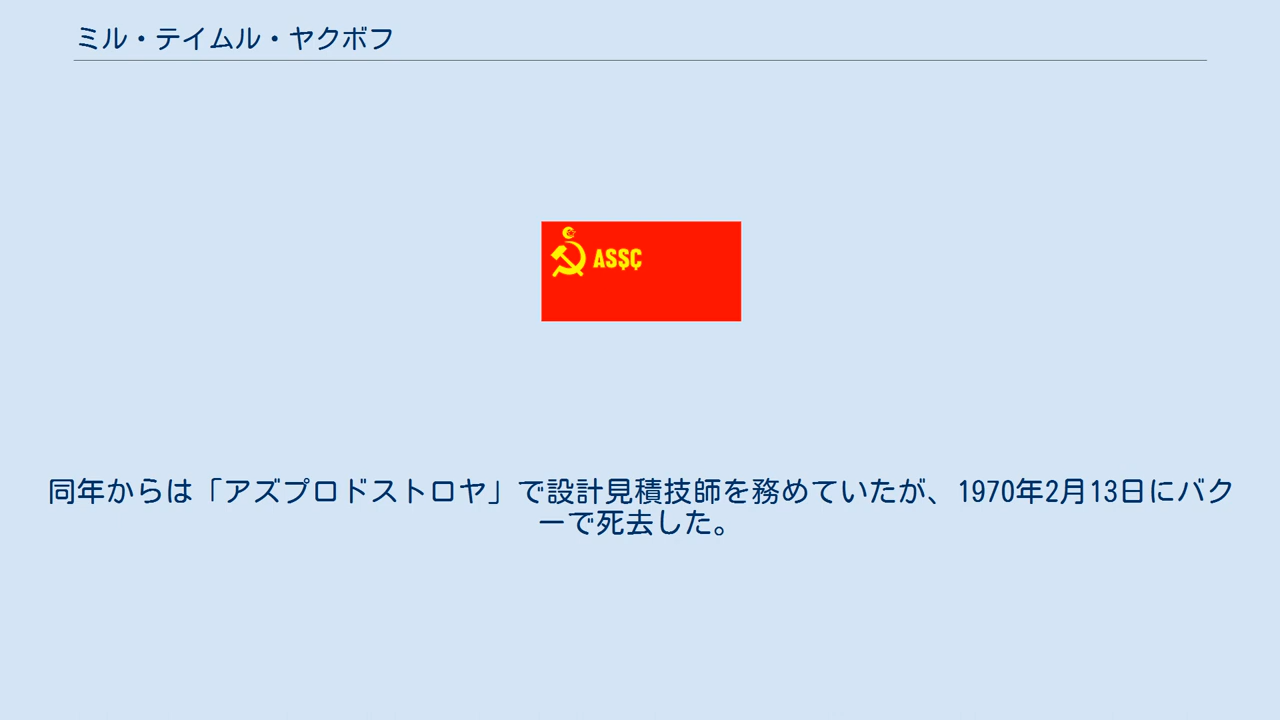 ミル・テイムル・ヤクボフ
ASSÇ
同年からは「アズプロドストロヤ」で設計見積技師を務めていたが、1970年2月13日にバク
ーで死去した。